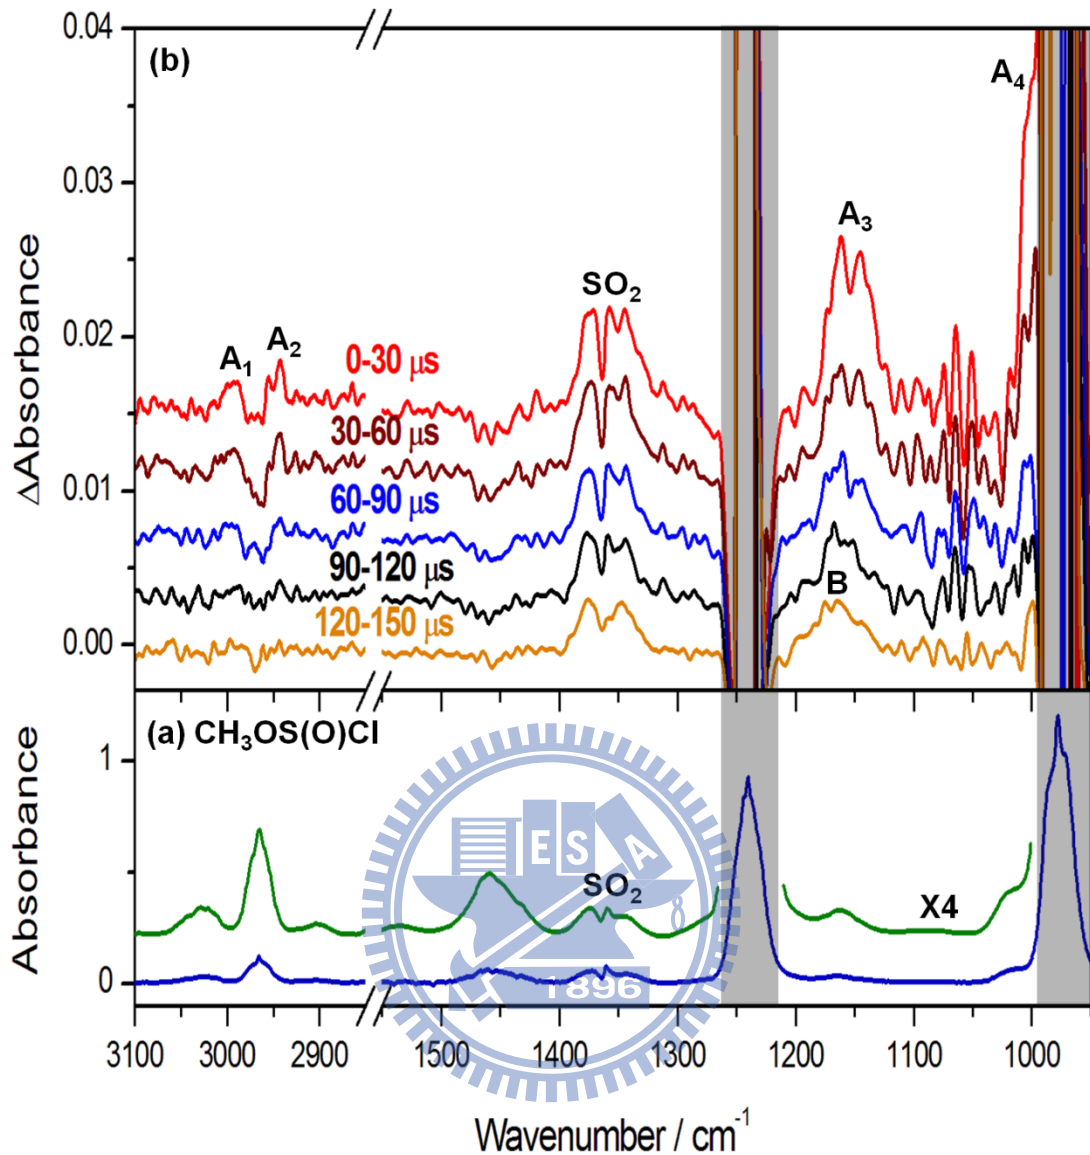 0.04
(b)
A₄
0.03
A₃
SO₂
A₁
A₂
0.02
0-30 μs
30-60 μs
0.01
60-90 μs
90-120 μs
B
0.00
120-150 μs
ΔAbsorbance
(a) CH₃OS(O)Cl
1
ES
A
SO₂
X4
0
1896
Absorbance
3100 3000 2900 1500 1400 1300 1200 1100 1000
Wavenumber / cm⁻¹